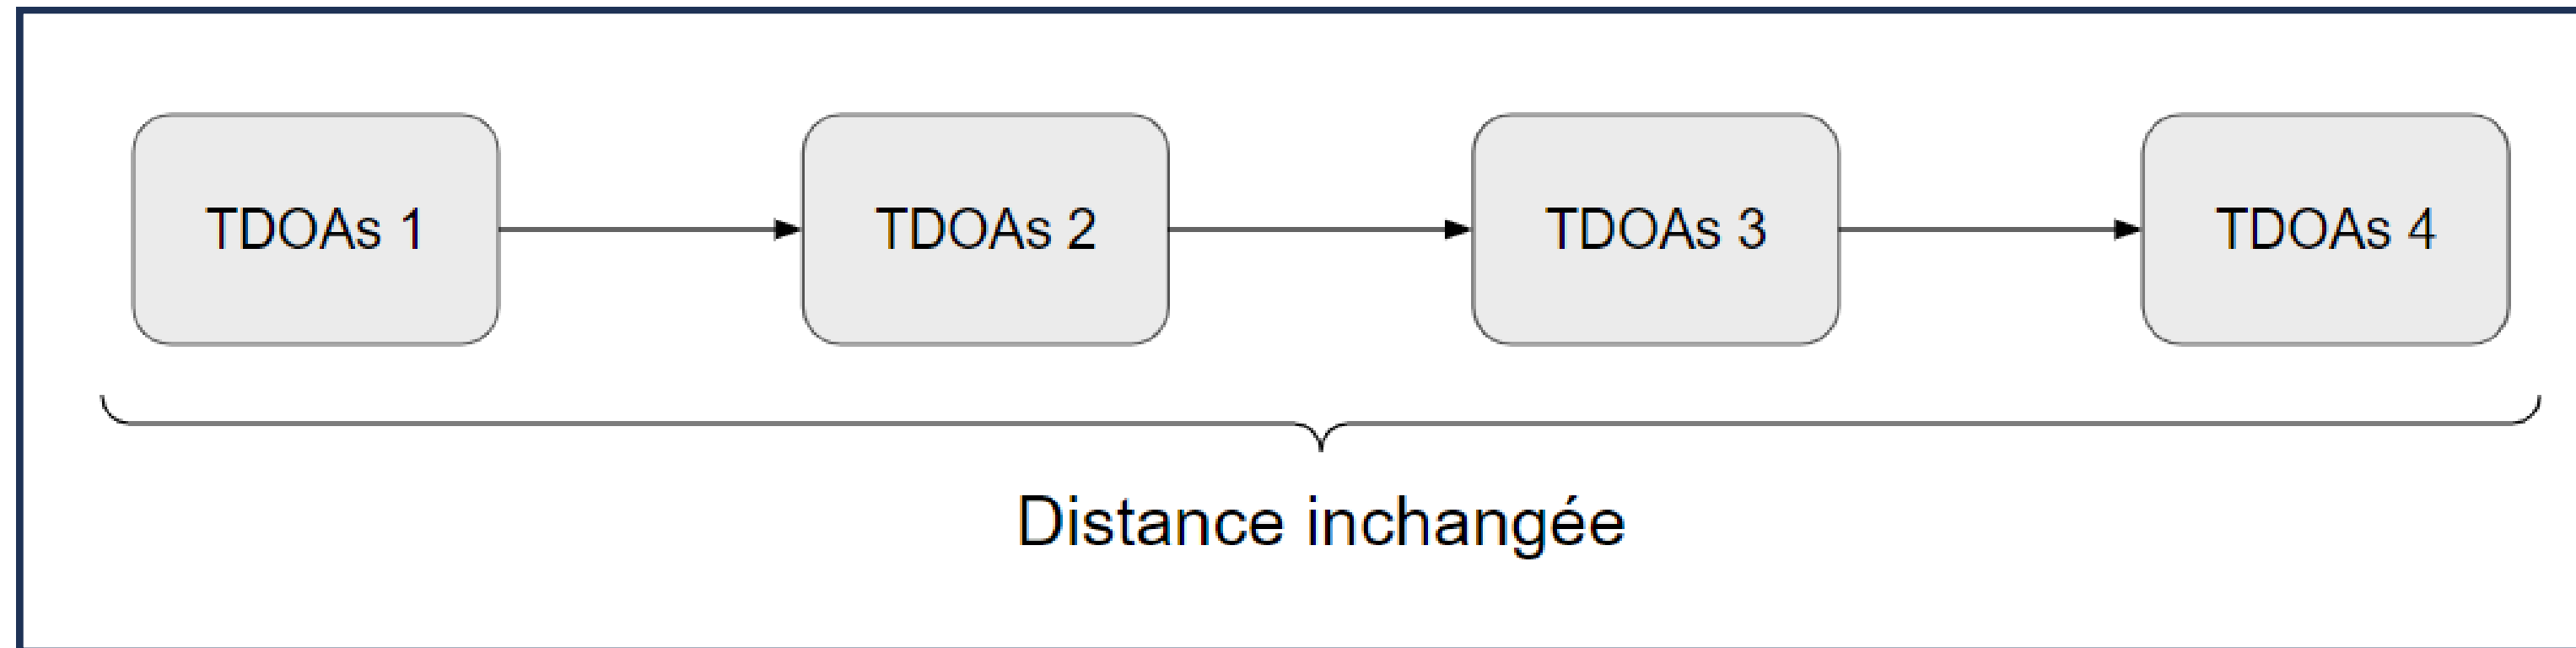 TDOAs 1
TDOAs 2
TDOAs 3
TDOAs 4
Distance inchangée